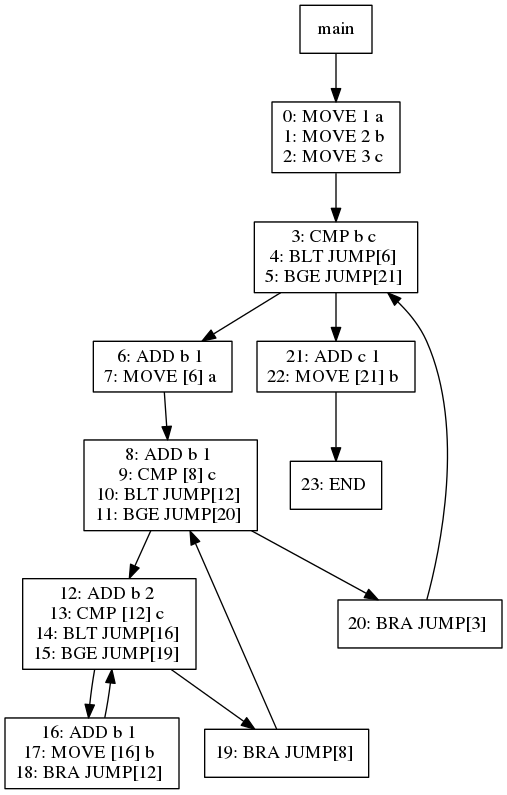 main
0: MOVE 1 a
1: MOVE 2 b
2: MOVE 3 c
3: CMP b c
4: BLT JUMP[6]
5: BGE JUMP[21]
6: ADD b 1
7: MOVE [6] a
21: ADD c 1
22: MOVE [21] b
8: ADD b 1
9: CMP [8] c
10: BLT JUMP[12]
11: BGE JUMP[20]
23: END
12: ADD b 2
13: CMP [12] c
14: BLT JUMP[16]
15: BGE JUMP[19]
20: BRA JUMP[3]
16: ADD b 1
17: MOVE [16] b
18: BRA JUMP[12]
19: BRA JUMP[8]